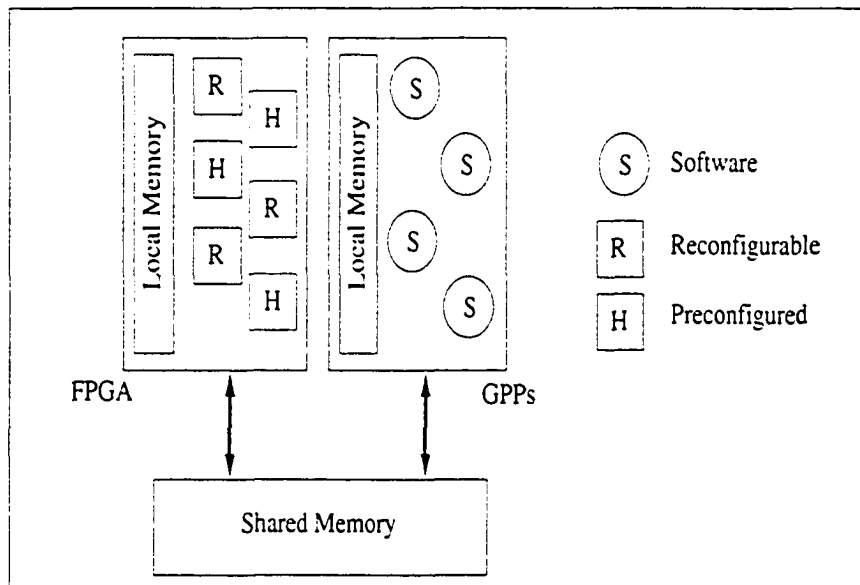 Local Memory
R
H
H
R
R
H
FPGA
Local Memory
S
S
S
S
GPPs
S Software
R Reconfigurable
H Preconfigured
Shared Memory